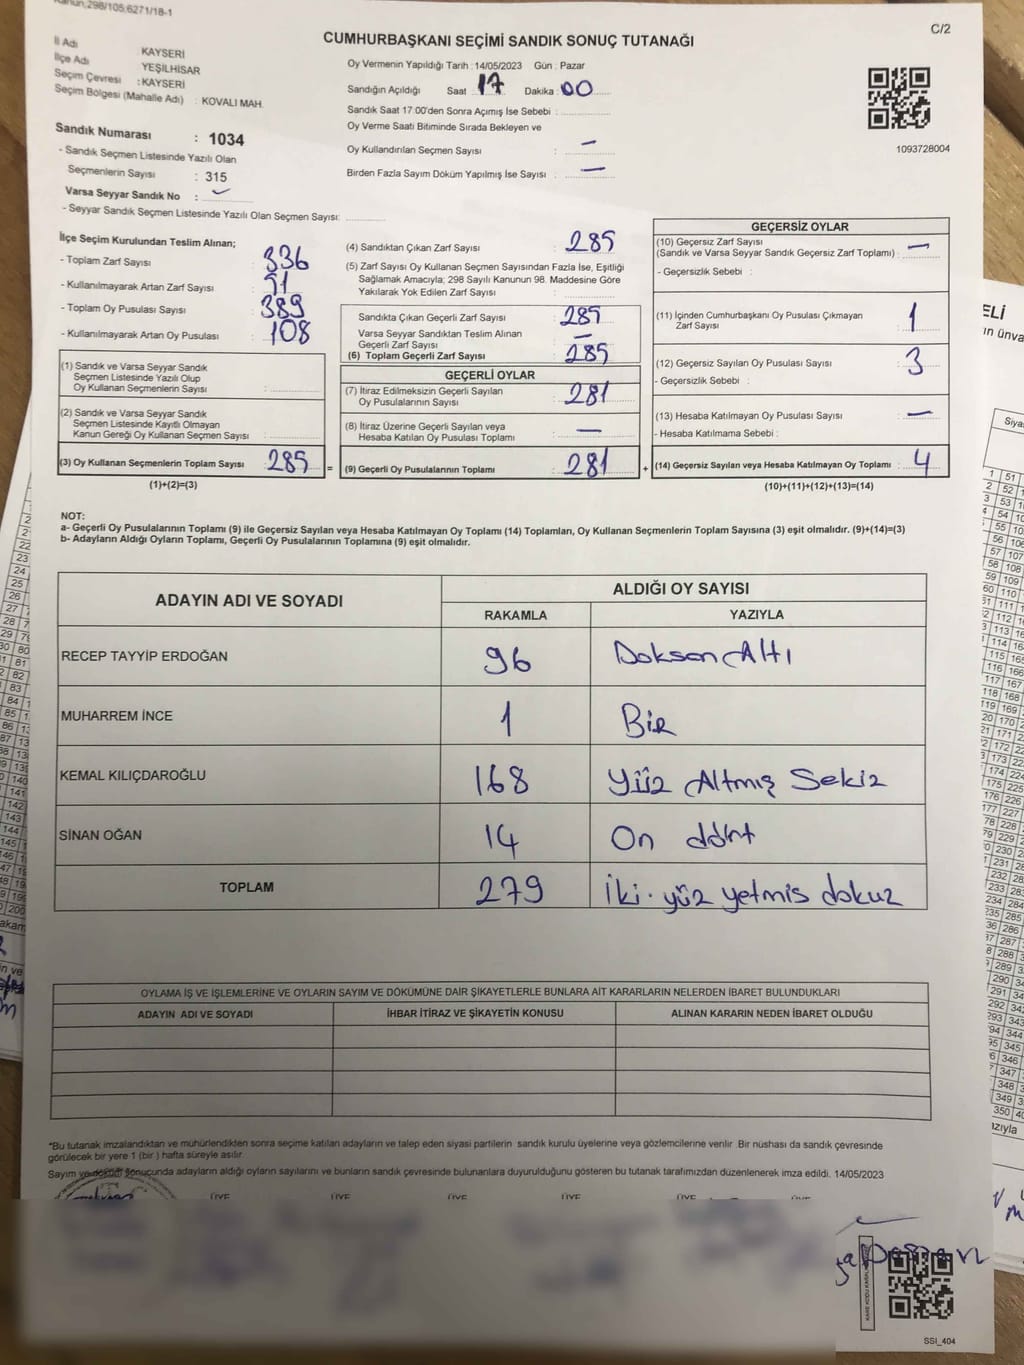 Kanun,298/105,6271/18-1
C/2
CUMHURBAŞKANI SEÇİMİ SANDIK SONUÇ TUTANAĞI
İl Adı KAYSERİ
İlçe Adı YEŞİLHİSAR
Seçim Çevresi : KAYSERİ
Seçim Bölgesi (Mahalle Adı) : KOVALI MAH.
Oy Vermenin Yapıldığı Tarih : 14/05/2023 Gün : Pazar
Sandığın Açıldığı Saat 17 Dakika : 00
Sandık Saat 17:00'den Sonra Açımış İse Sebebi :
Oy Verme Saati Bitiminde Sırada Bekleyen ve
Oy Kullandırılan Seçmen Sayısı : —
Birden Fazla Sayım Döküm Yapılmış İse Sayısı : —
1093728004
Sandık Numarası : 1034
- Sandık Seçmen Listesinde Yazılı Olan
Seçmenlerin Sayısı : 315
Varsa Seyyar Sandık No :
- Seyyar Sandık Seçmen Listesinde Yazılı Olan Seçmen Sayısı:
İlçe Seçim Kurulundan Teslim Alınan;
- Toplam Zarf Sayısı 336
- Kullanılmayarak Artan Zarf Sayısı 51
- Toplam Oy Pusulası Sayısı 389
- Kullanılmayarak Artan Oy Pusulası 108
(1) Sandık ve Varsa Seyyar Sandık
Seçmen Listesinde Yazılı Olup
Oy Kullanan Seçmenlerin Sayısı :
(2) Sandık ve Varsa Seyyar Sandık
Seçmen Listesinde Kayıtlı Olmayan
Kanun Gereği Oy Kullanan Seçmen Sayısı :
(3) Oy Kullanan Seçmenlerin Toplam Sayısı : 285 =
(1)+(2)=(3)
(4) Sandıktan Çıkan Zarf Sayısı : 285
(5) Zarf Sayısı Oy Kullanan Seçmen Sayısından Fazla İse, Eşitliği
Sağlamak Amacıyla; 298 Sayılı Kanunun 98. Maddesine Göre
Yakılarak Yok Edilen Zarf Sayısı :
Sandıkta Çıkan Geçerli Zarf Sayısı : 285
Varsa Seyyar Sandıktan Teslim Alınan
Geçerli Zarf Sayısı : —
(6) Toplam Geçerli Zarf Sayısı : 285
GEÇERLİ OYLAR
(7) İtiraz Edilmeksizin Geçerli Sayılan
Oy Pusulalarının Sayısı : 281
(8) İtiraz Üzerine Geçerli Sayılan veya
Hesaba Katılan Oy Pusulası Toplamı : —
(9) Geçerli Oy Pusulalarının Toplamı : 281 +
GEÇERSİZ OYLAR
(10) Geçersiz Zarf Sayısı
(Sandık ve Varsa Seyyar Sandık Geçersiz Zarf Toplamı) : —
- Geçersizlik Sebebi :
(11) İçinden Cumhurbaşkanı Oy Pusulası Çıkmayan
Zarf Sayısı : 1
(12) Geçersiz Sayılan Oy Pusulası Sayısı : 3
- Geçersizlik Sebebi :
(13) Hesaba Katılmayan Oy Pusulası Sayısı : —
- Hesaba Katılmama Sebebi :
(14) Geçersiz Sayılan veya Hesaba Katılmayan Oy Toplamı : 4
(10)+(11)+(12)+(13)=(14)
NOT:
a- Geçerli Oy Pusulalarının Toplamı (9) ile Geçersiz Sayılan veya Hesaba Katılmayan Oy Toplamı (14) Toplamları, Oy Kullanan Seçmenlerin Toplam Sayısına (3) eşit olmalıdır. (9)+(14)=(3)
b- Adayların Aldığı Oyların Toplamı, Geçerli Oy Pusulalarının Toplamına (9) eşit olmalıdır.
ADAYIN ADI VE SOYADI ALDIĞI OY SAYISI
RAKAMLA YAZIYLA
RECEP TAYYİP ERDOĞAN 96 Doksan Altı
MUHARREM İNCE 1 Bir
KEMAL KILIÇDAROĞLU 168 Yüz Altmış Sekiz
SİNAN OĞAN 14 On dört
TOPLAM 279 İki yüz yetmis dokuz
OYLAMA İŞ VE İŞLEMLERİNE VE OYLARIN SAYIM VE DÖKÜMÜNE DAİR ŞİKAYETLERLE BUNLARA AİT KARARLARIN NELERDEN İBARET BULUNDUKLARI
ADAYIN ADI VE SOYADI İHBAR İTİRAZ VE ŞİKAYETİN KONUSU ALINAN KARARIN NEDEN İBARET OLDUĞU
*Bu tutanak imzalandıktan ve mühürlendikten sonra seçime katılan adayların ve talep eden siyasi partilerin sandık kurulu üyelerine veya gözlemcilerine verilir. Bir nüshası da sandık çevresinde
görülecek bir yere 1 (bir) hafta süreyle asılır.
Sayım ve döküm sonucunda adayların aldığı oyların sayılarını ve bunların sandık çevresinde bulunanlara duyurulduğunu gösteren bu tutanak tarafımızdan düzenlenerek imza edildi. 14/05/2023
ÜYE ÜYE ÜYE ÜYE ÜYE ÜYE
SSI_404